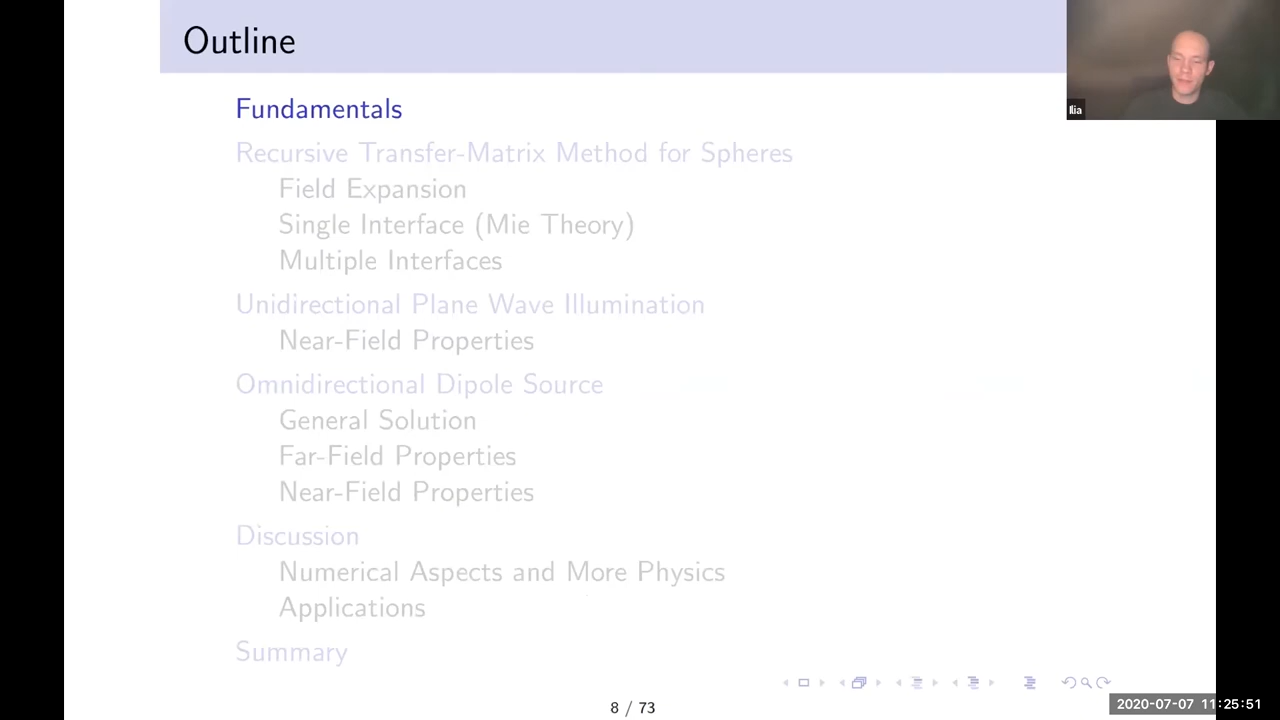 Outline
Ilia
Fundamentals
Recursive Transfer-Matrix Method for Spheres
Field Expansion
Single Interface (Mie Theory)
Multiple Interfaces
Unidirectional Plane Wave Illumination
Near-Field Properties
Omnidirectional Dipole Source
General Solution
Far-Field Properties
Near-Field Properties
Discussion
Numerical Aspects and More Physics
Applications
Summary
8 / 73
2020-07-07 11:25:51